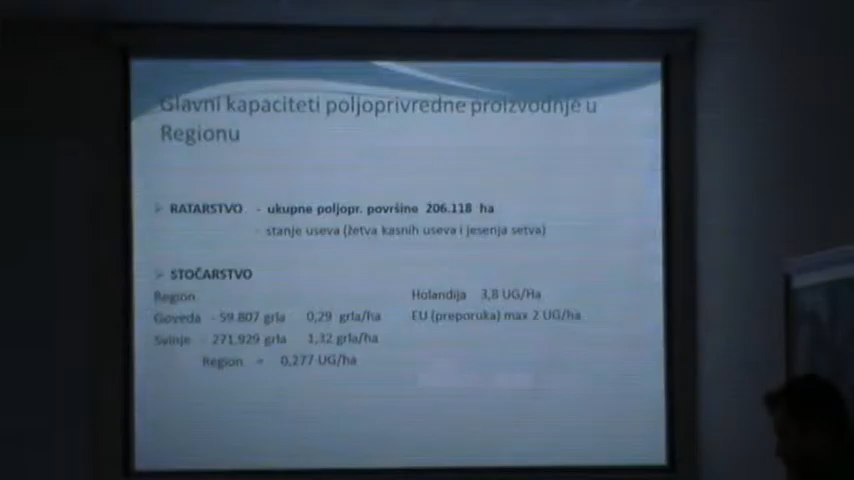 Glavni kapaciteti poljoprivredne proizvodnje u
Regionu
➢ RATARSTVO - ukupne poljopr. površine 206.118 ha
- stanje useva (žetva kasnih useva i jesenja setva)
➢ STOČARSTVO
Region
Goveda - 59.807 grla 0,29 grla/ha
Svinje - 271.929 grla 1,32 grla/ha
Region = 0,277 UG/ha
Holandija 3,8 UG/Ha
EU (preporuka) max 2 UG/ha